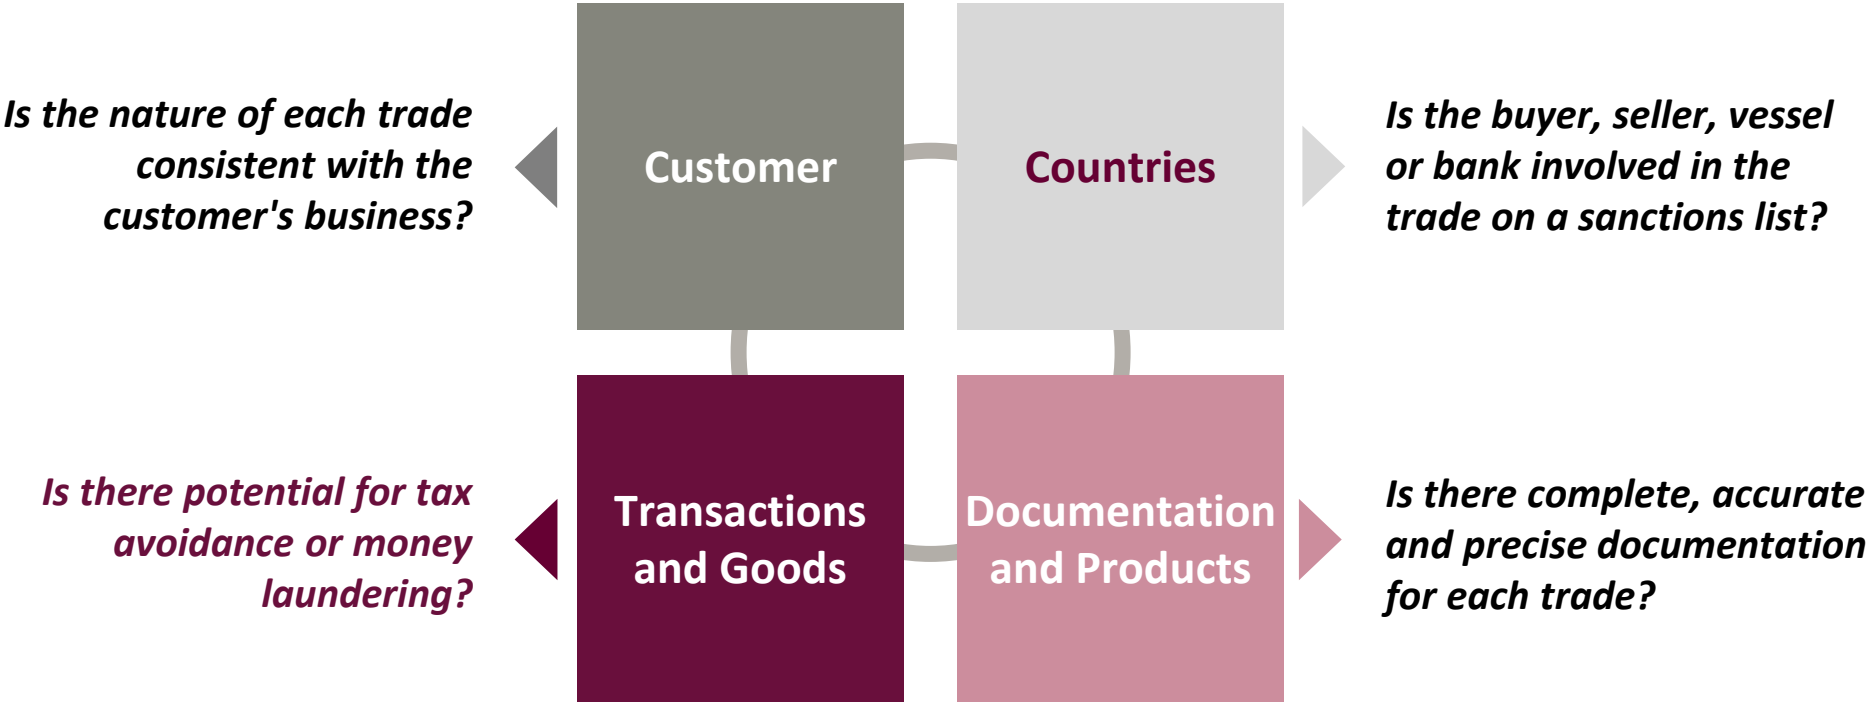 Is the nature of each trade
consistent with the
customer's business?
Customer
Countries
Is the buyer, seller, vessel
or bank involved in the
trade on a sanctions list?
Is there potential for tax
avoidance or money
laundering?
Transactions
and Goods
Documentation
and Products
Is there complete, accurate
and precise documentation
for each trade?